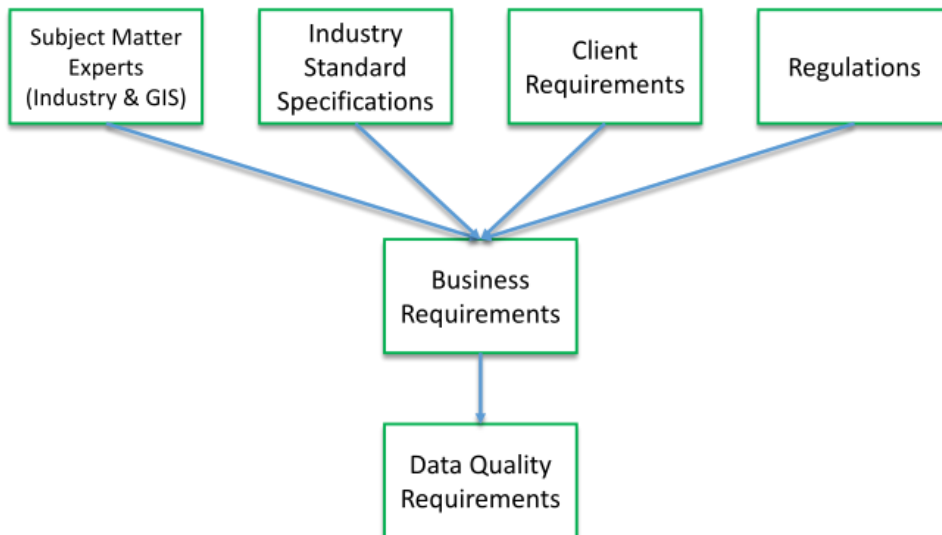 Subject Matter
Experts
(Industry & GIS)
Industry
Standard
Specifications
Client
Requirements
Regulations
Business
Requirements
Data Quality
Requirements